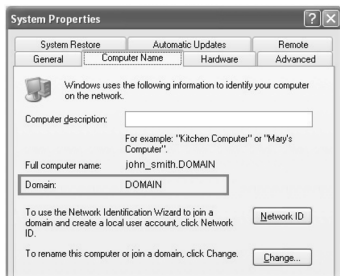 System Properties
System Restore Automatic Updates Remote
General Computer Name Hardware Advanced
Windows uses the following information to identify your computer
on the network.
Computer description:
For example: "Kitchen Computer" or "Mary's
Computer".
Full computer name: john_smith.DOMAIN
Domain: DOMAIN
To use the Network Identification Wizard to join a
domain and create a local user account, click Network
ID.
Network ID
To rename this computer or join a domain, click Change.
Change...